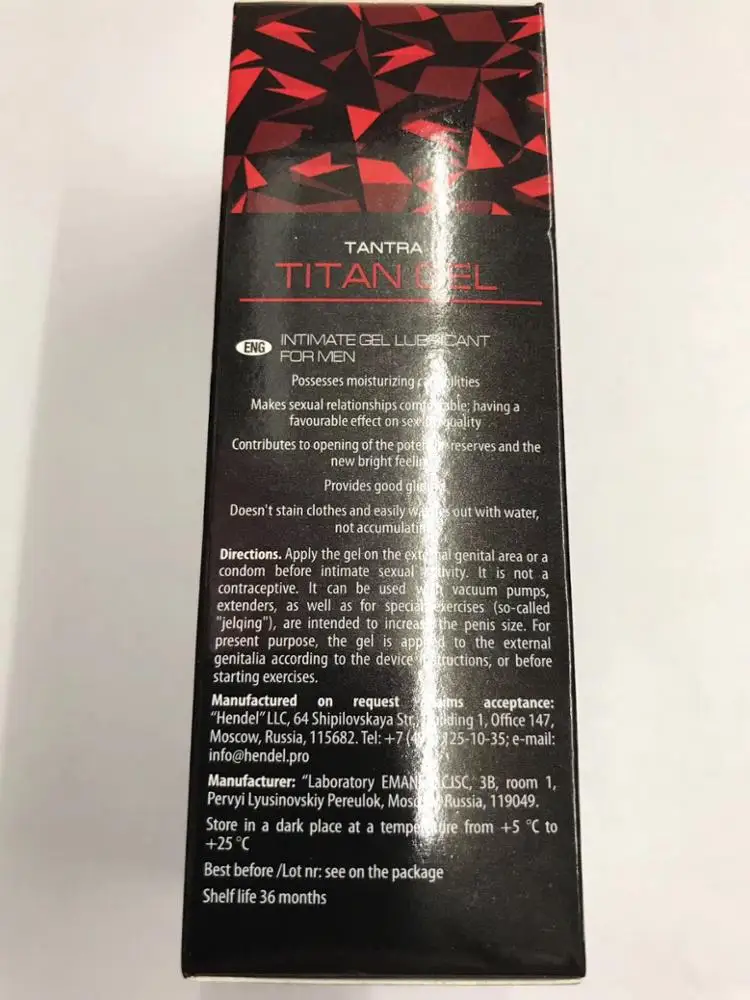 TANTRA
TITAN GEL
ENG
INTIMATE GEL LUBRICANT
FOR MEN
Possesses moisturizing capabilities
Makes sexual relationships comfortable; having a
favourable effect on sexual quality
Contributes to opening of the reserves and the
new bright
Provides good
Doesn't stain clothes and easily washes out with water,
not
Directions. Apply the gel on the external genital area or a
condom before intimate sexual activity. It is not a
contraceptive. It can be used with vacuum pumps,
extenders, as well as for special exercises (so-called
"jelqing"), are intended to increase the penis size. For
present purpose, the gel is applied to the external
genitalia according to the device instructions, or before
starting exercises.
Manufactured on request claims acceptance:
"Hendel" LLC, 64 Shipilovskaya Str., building 1, Office 147,
Moscow, Russia, 115682. Tel: +7 125-10-35; e-mail:
info@hendel.pro
Manufacturer: "Laboratory CJSC, 3B, room 1,
Pervyi Lyusinovskiy Pereulok, Moscow, Russia, 119049.
Store in a dark place at a temperature from +5 °C to
+25 °C
Best before /Lot nr: see on the package
Shelf life 36 months